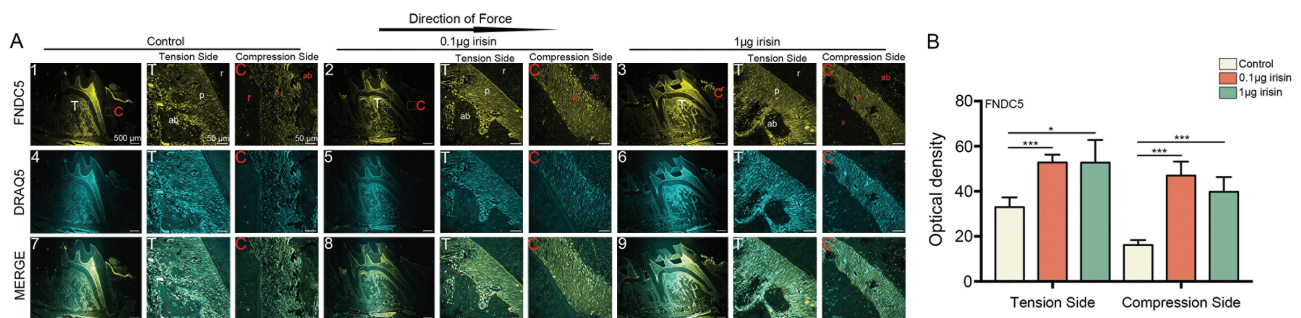 Direction of Force
A
Control
0.1µg irisin
1µg irisin
Tension Side
Compression Side
Tension Side
Compression Side
Tension Side
Compression Side
FNDC5
1
T
C
500 µm
T
r
p
ab
50 µm
C
r
ab
50 µm
2
T
C
T
r
p
ab
C
ab
r
3
T
C
T
r
p
ab
C
ab
DRAQ5
4
T
C
5
T
C
6
T
C
MERGE
7
T
C
8
T
C
9
T
C
B
Control
0.1µg irisin
1µg irisin
FNDC5
Optical density
80
60
40
20
0
***
*
***
***
Tension Side
Compression Side